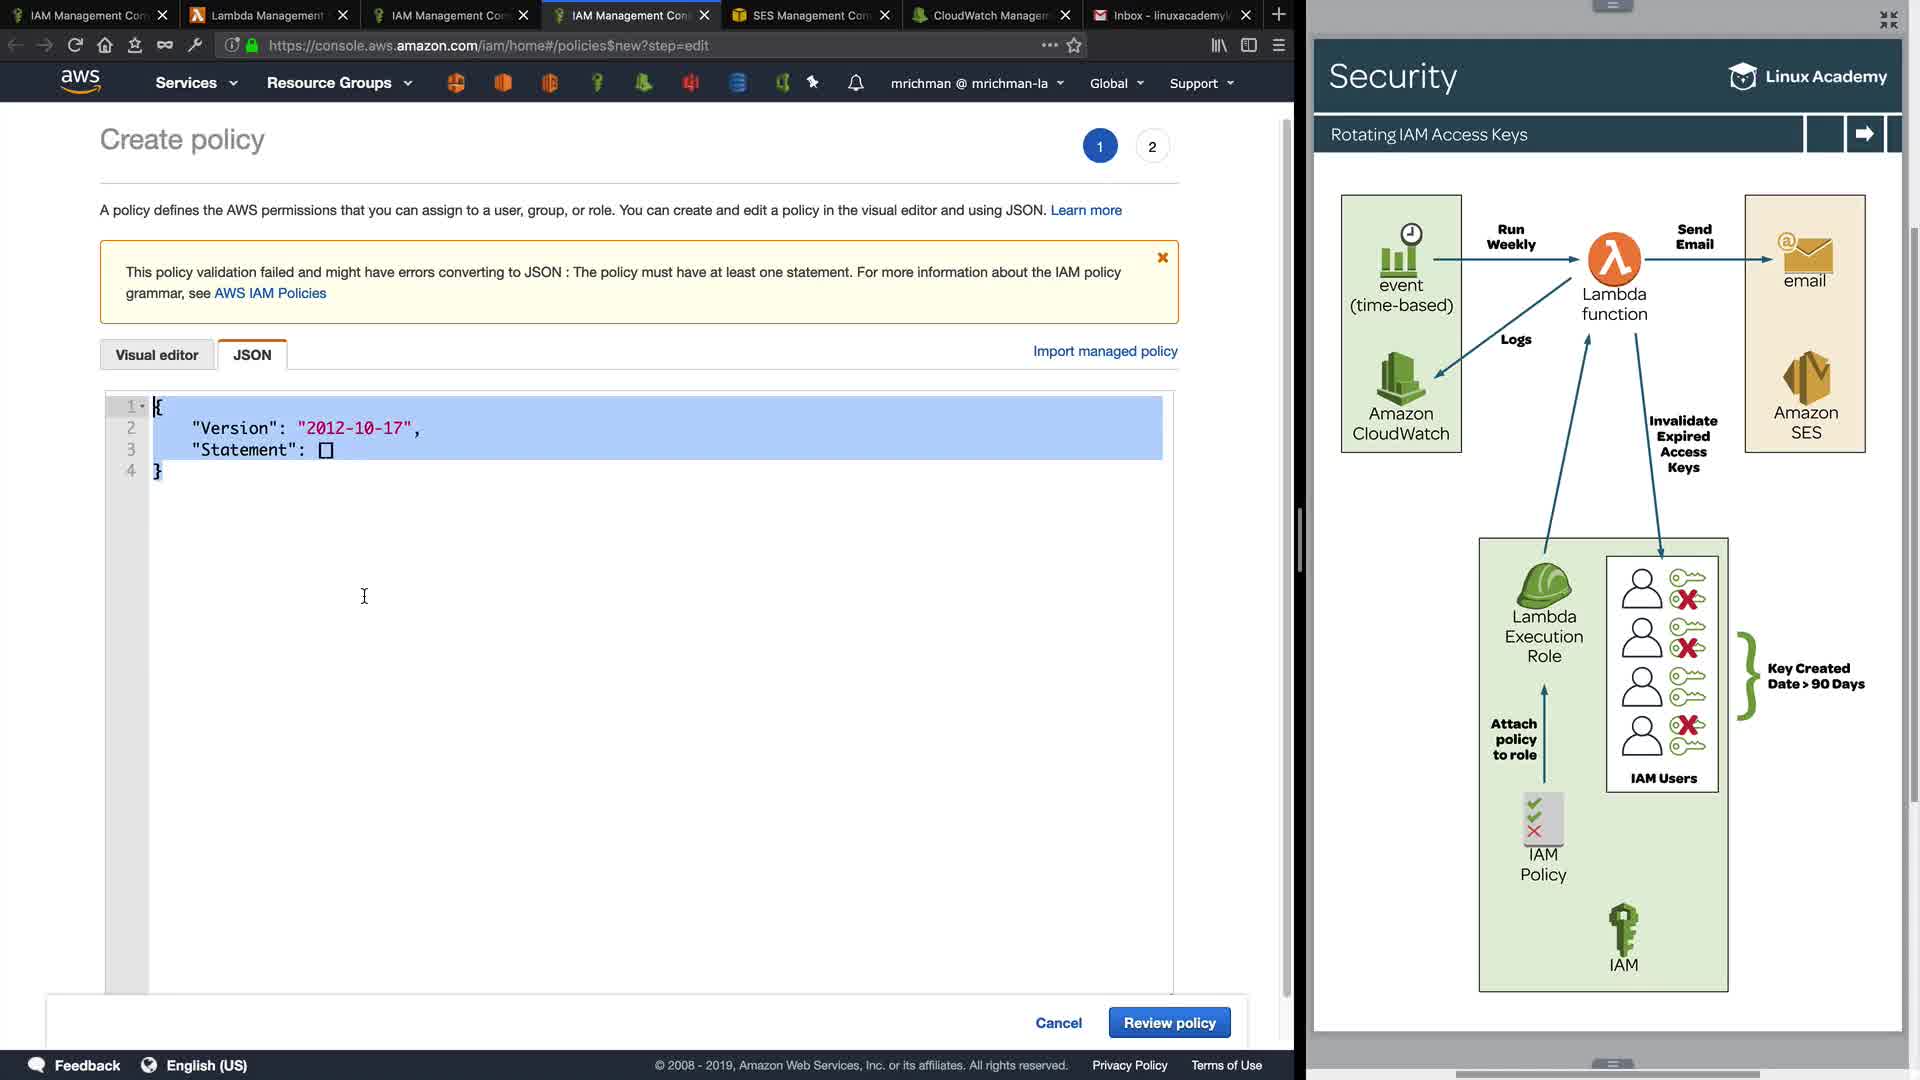 IAM Management Con
Lambda Management
IAM Management Con
IAM Management Con
SES Management Con
CloudWatch Managem
Inbox - linuxacademyl
https://console.aws.amazon.com/iam/home#/policies$new?step=edit
aws
Services
Resource Groups
mrichman @ mrichman-la
Global
Support
Create policy
1
2
A policy defines the AWS permissions that you can assign to a user, group, or role. You can create and edit a policy in the visual editor and using JSON. Learn more
This policy validation failed and might have errors converting to JSON : The policy must have at least one statement. For more information about the IAM policy
grammar, see AWS IAM Policies
Visual editor
JSON
Import managed policy
1 {
2 "Version": "2012-10-17",
3 "Statement": []
4 }
Cancel
Review policy
Feedback
English (US)
© 2008 - 2019, Amazon Web Services, Inc. or its affiliates. All rights reserved.
Privacy Policy
Terms of Use
Security
Linux Academy
Rotating IAM Access Keys
event
(time-based)
Run
Weekly
Lambda
function
Send
Email
email
Logs
Amazon
CloudWatch
Amazon
SES
Invalidate
Expired
Access
Keys
Lambda
Execution
Role
Key Created
Date > 90 Days
Attach
policy
to role
IAM Users
IAM
Policy
IAM